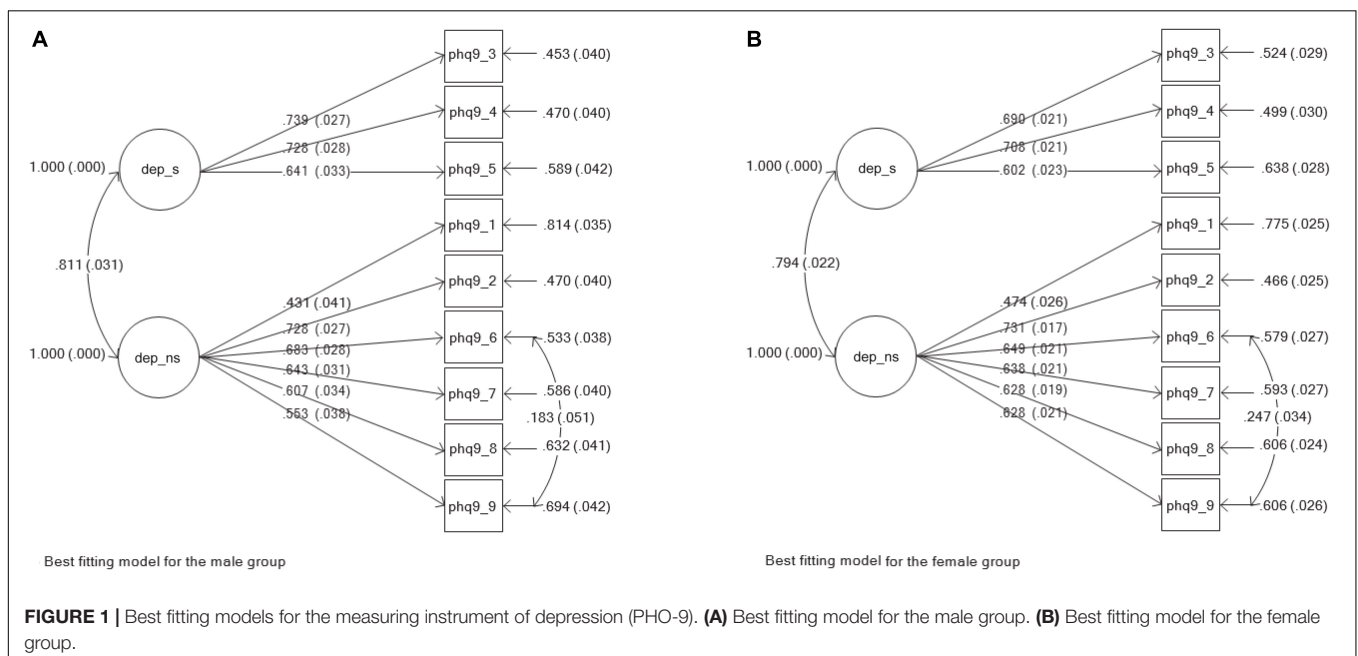 A
phq9_3
.453 (.040)
.739 (.027)
phq9_4
.470 (.040)
.728 (.028)
1.000 (.000)
dep_s
.641 (.033)
phq9_5
.589 (.042)
phq9_1
.814 (.035)
.811 (.031)
phq9_2
.470 (.040)
.431 (.041)
.728 (.027)
phq9_6
.533 (.038)
1.000 (.000)
dep_ns
.683 (.028)
.643 (.031)
.607 (.034)
phq9_7
.586 (.040)
.553 (.038)
.183 (.051)
phq9_8
.632 (.041)
phq9_9
.694 (.042)
Best fitting model for the male group
B
phq9_3
.524 (.029)
.690 (.021)
phq9_4
.499 (.030)
.708 (.021)
1.000 (.000)
dep_s
.602 (.023)
phq9_5
.638 (.028)
phq9_1
.775 (.025)
.794 (.022)
phq9_2
.466 (.025)
.474 (.026)
.731 (.017)
phq9_6
.579 (.027)
1.000 (.000)
dep_ns
.649 (.021)
.638 (.021)
.628 (.019)
phq9_7
.593 (.027)
.628 (.021)
.247 (.034)
phq9_8
.606 (.024)
phq9_9
.606 (.026)
Best fitting model for the female group
FIGURE 1 | Best fitting models for the measuring instrument of depression (PHO-9). (A) Best fitting model for the male group. (B) Best fitting model for the female
group.